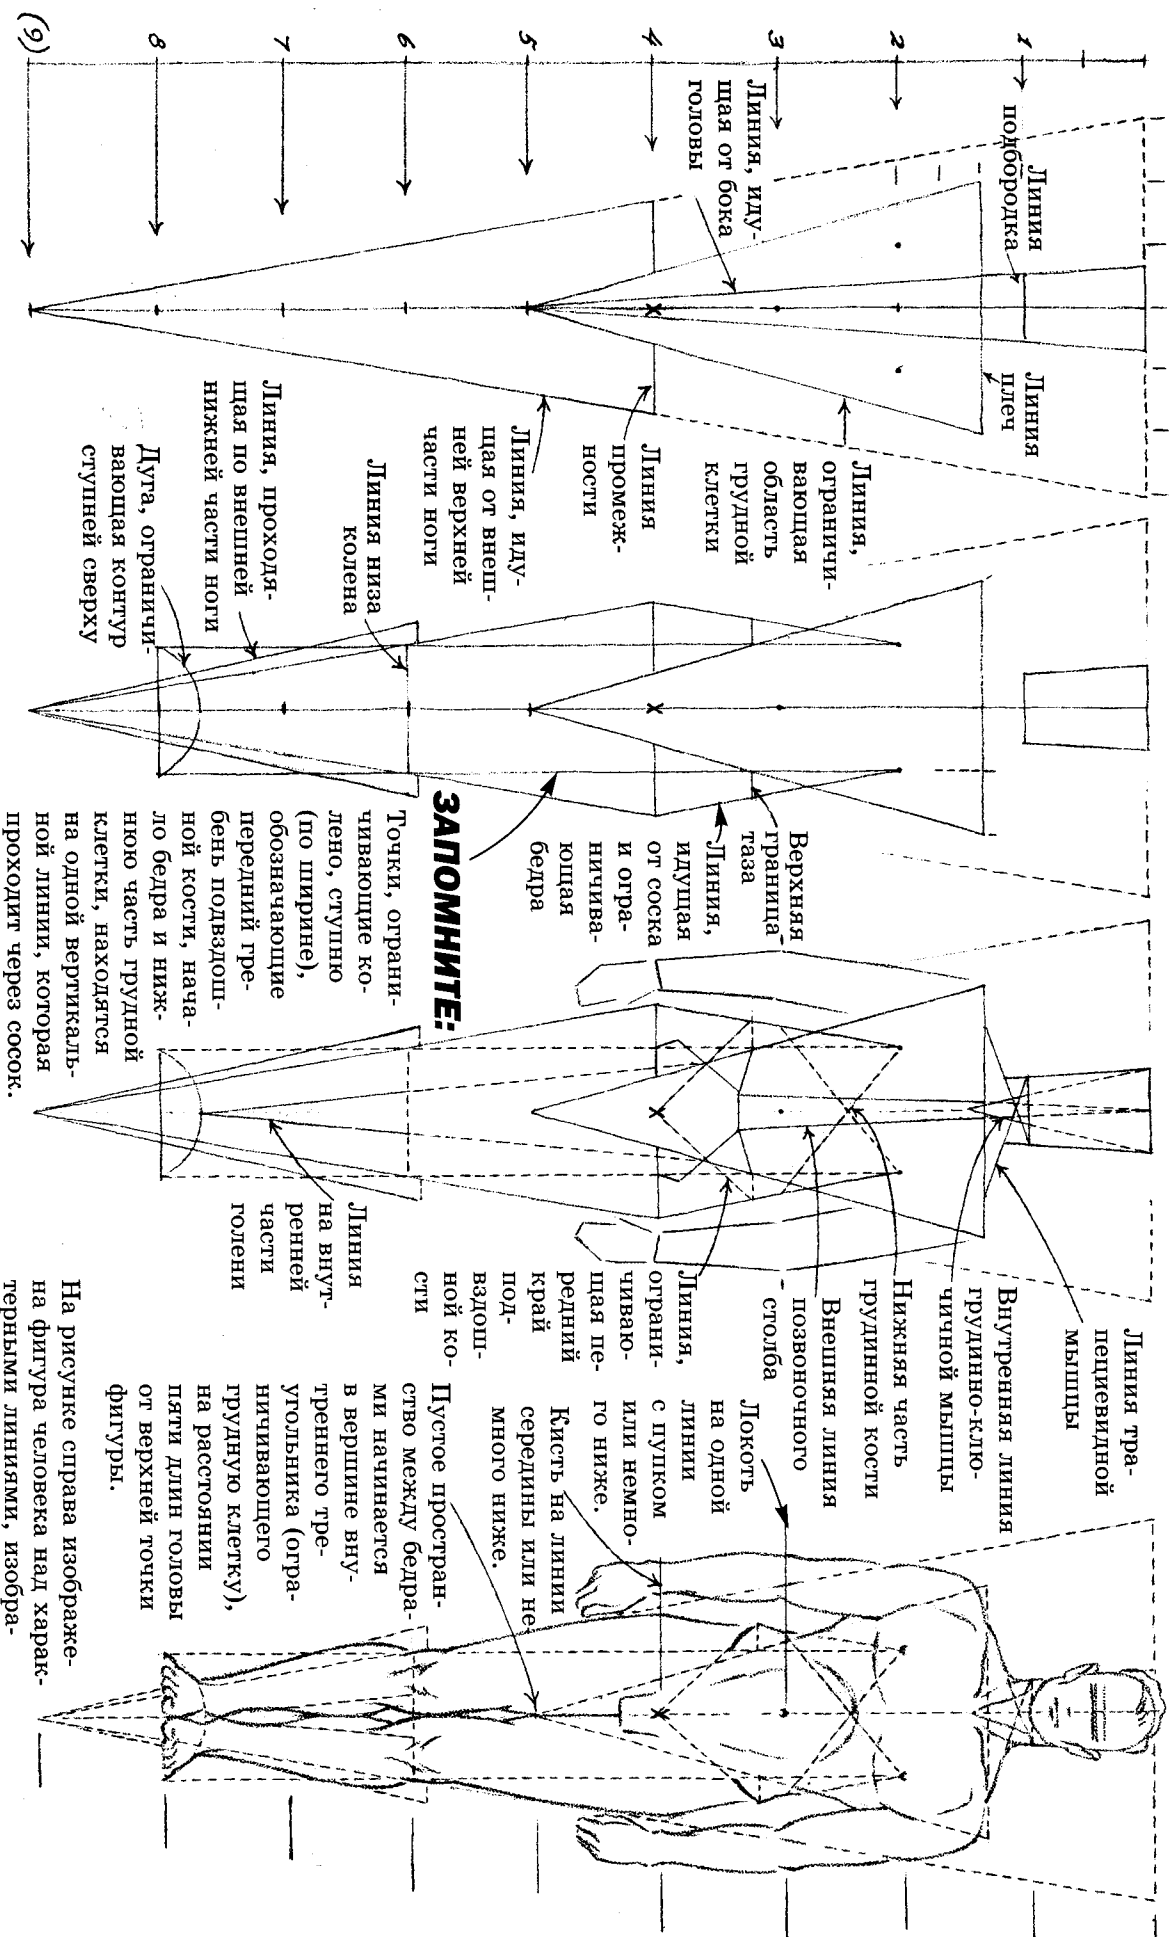 1
2
3
4
5
6
7
8
(9)
Линия
подбородка
Линия, иду-
щая от бока
головы
Линия
плеч
Линия,
ограничи-
вающая
область
грудной
клетки
Линия
промеж-
ности
Линия, иду-
щая от внеш-
ней верхней
части ноги
Линия низа
колена
Линия, проходя-
щая по внешней
нижней части ноги
Дуга, ограничи-
вающая контур
ступней сверху
Верхняя
граница
таза
Линия,
идущая
от соска
и огра-
ничива-
ющая
бедра
ЗАПОМНИТЕ:
Точки, ограни-
чивающие ко-
лено, ступню
(по ширине),
обозначающие
передний гре-
бень подвздош-
ной кости, нача-
ло бедра и ниж-
нюю часть грудной
клетки, находятся
на одной вертикаль-
ной линии, которая
проходит через сосок.
Линия тра-
пециевидной
мышцы
Внутренняя линия
грудинно-клю-
чичной мышцы
Нижняя часть
грудинной кости
Внешняя линия
позвоночного
столба
Линия,
ограни-
чиваю-
щая пе-
редний
край
под-
вздош-
ной ко-
сти
Линия
на внут-
ренней
части
голени
Локоть
на одной
линии
с пупком
или немно-
го ниже.
Кисть на линии
середины или не-
много ниже.
Пустое простран-
ство между бедра-
ми начинается
в вершине вну-
треннего тре-
угольника (огра-
ничивающего
грудную клетку),
на расстоянии
пяти длин головы
от верхней точки
фигуры.
На рисунке справа изображе-
на фигура человека над харак-
терными линиями, изобра-